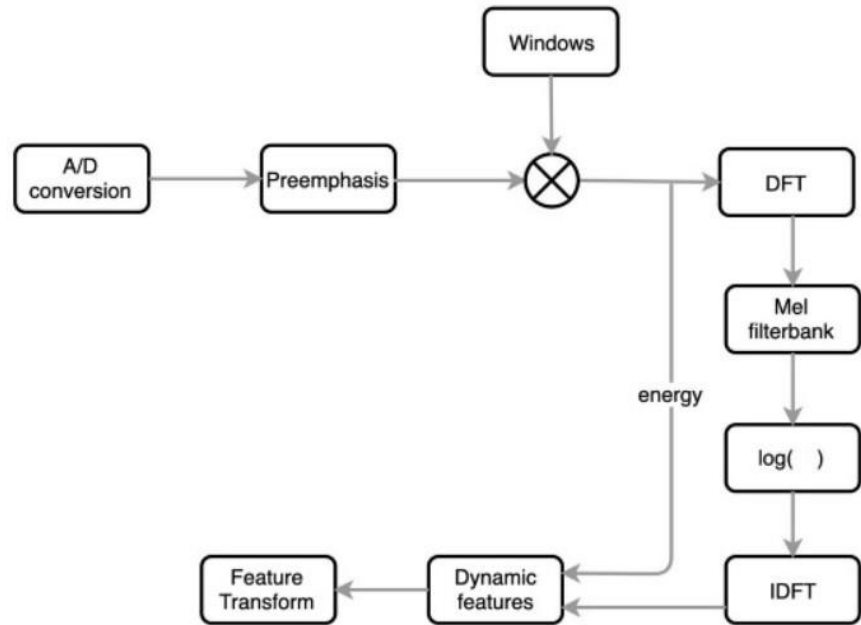 Windows
A/D
conversion
Preemphasis
DFT
Mel
filterbank
energy
log( )
Feature
Transform
Dynamic
features
IDFT